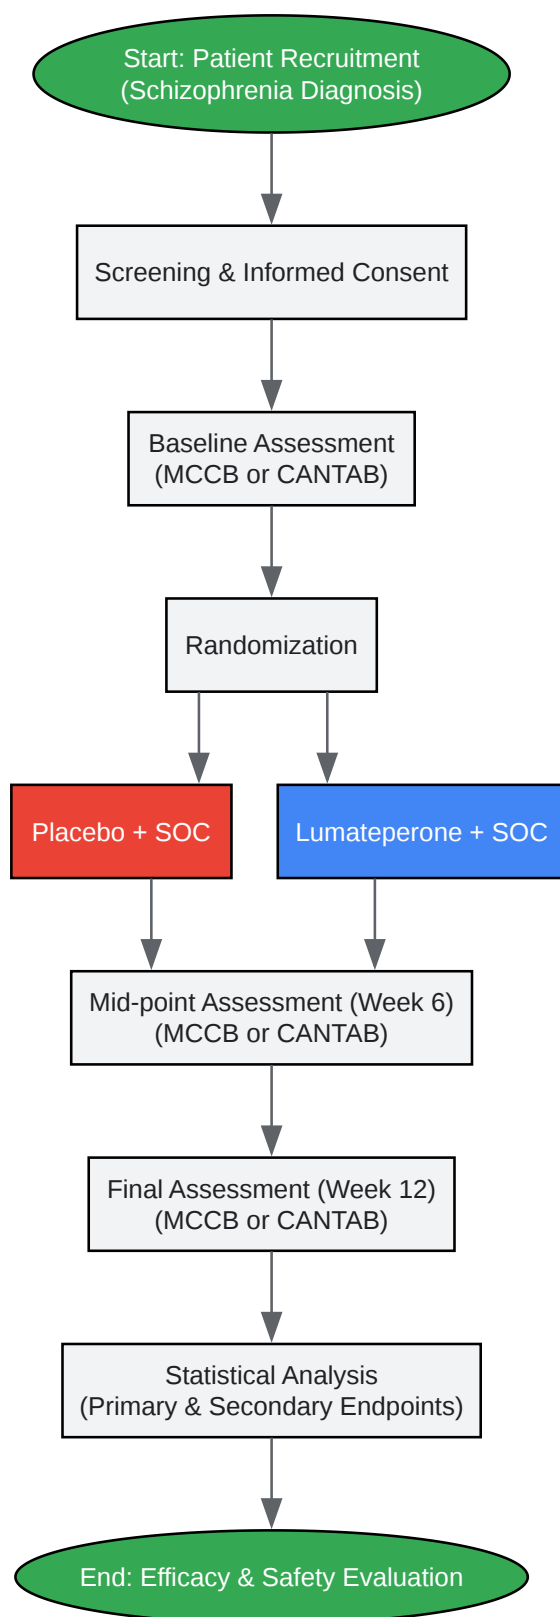 Start: Patient Recruitment
(Schizophrenia Diagnosis)
Screening & Informed Consent
Baseline Assessment
(MCCB or CANTAB)
Randomization
Placebo + SOC
Lumateperone + SOC
Mid-point Assessment (Week 6)
(MCCB or CANTAB)
Final Assessment (Week 12)
(MCCB or CANTAB)
Statistical Analysis
(Primary & Secondary Endpoints)
End: Efficacy & Safety Evaluation